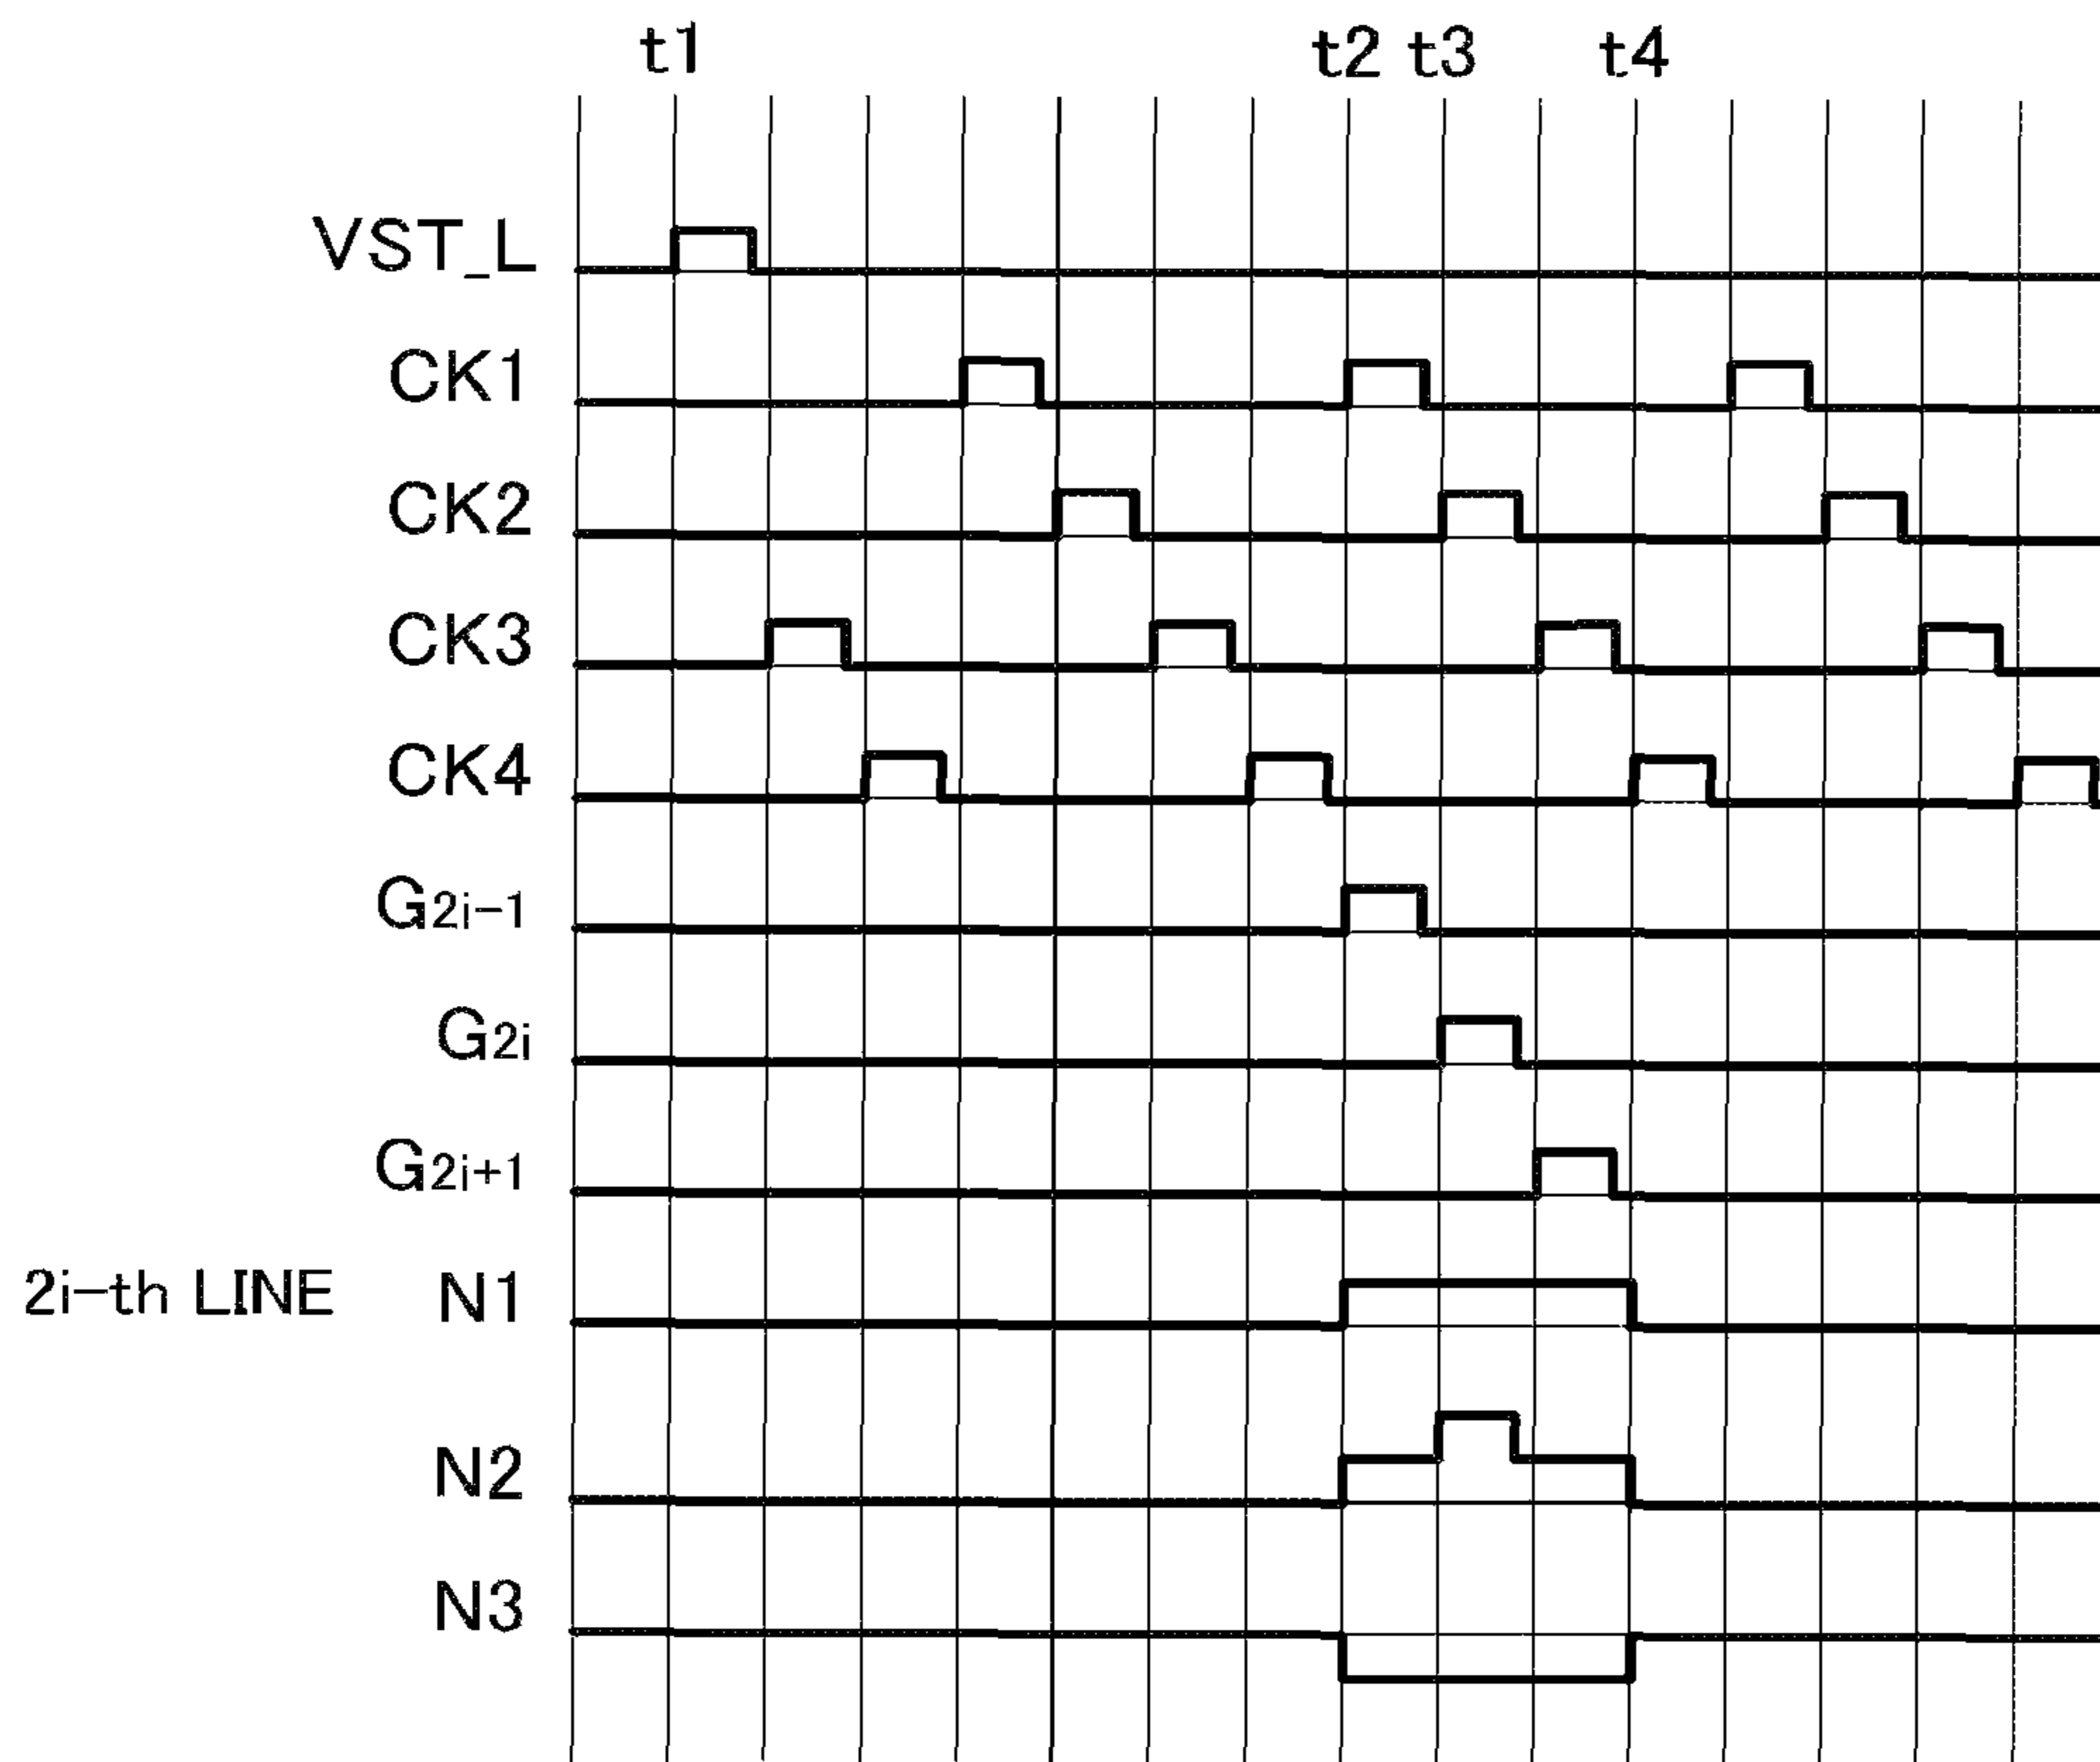 t1 t2 t3 t4
VST_L
CK1
CK2
CK3
CK4
G2i-1
G2i
G2i+1
2i-th LINE N1
N2
N3